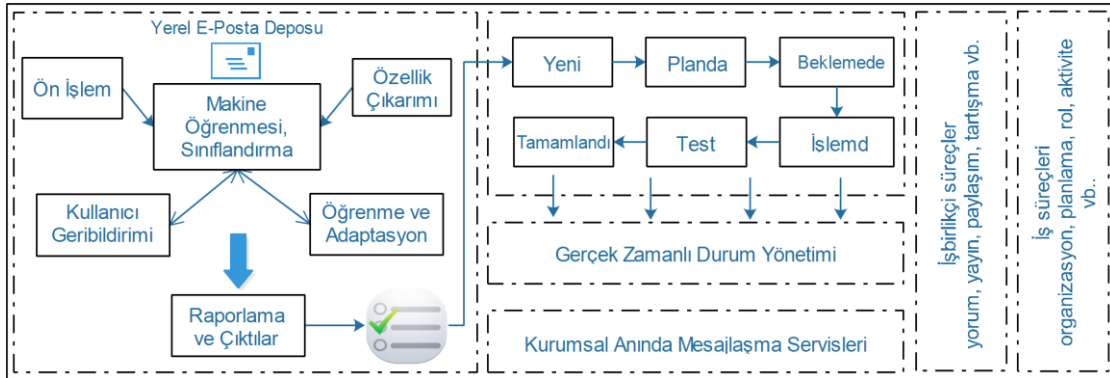 Yerel E-Posta Deposu
Ön İşlem
Makine
Öğrenmesi,
Sınıflandırma
Özellik
Çıkarımı
Kullanıcı
Geribildirimi
Öğrenme ve
Adaptasyon
Raporlama
ve Çıktılar
Yeni
Planda
Beklemede
Tamamlandı
Test
İşlemd
Gerçek Zamanlı Durum Yönetimi
Kurumsal Anında Mesajlaşma Servisleri
İşbirlikçi süreçler
yorum, yayın, paylaşım, tartışma vb.
İş süreçleri
organizasyon, planlama, rol, aktivite
vb..